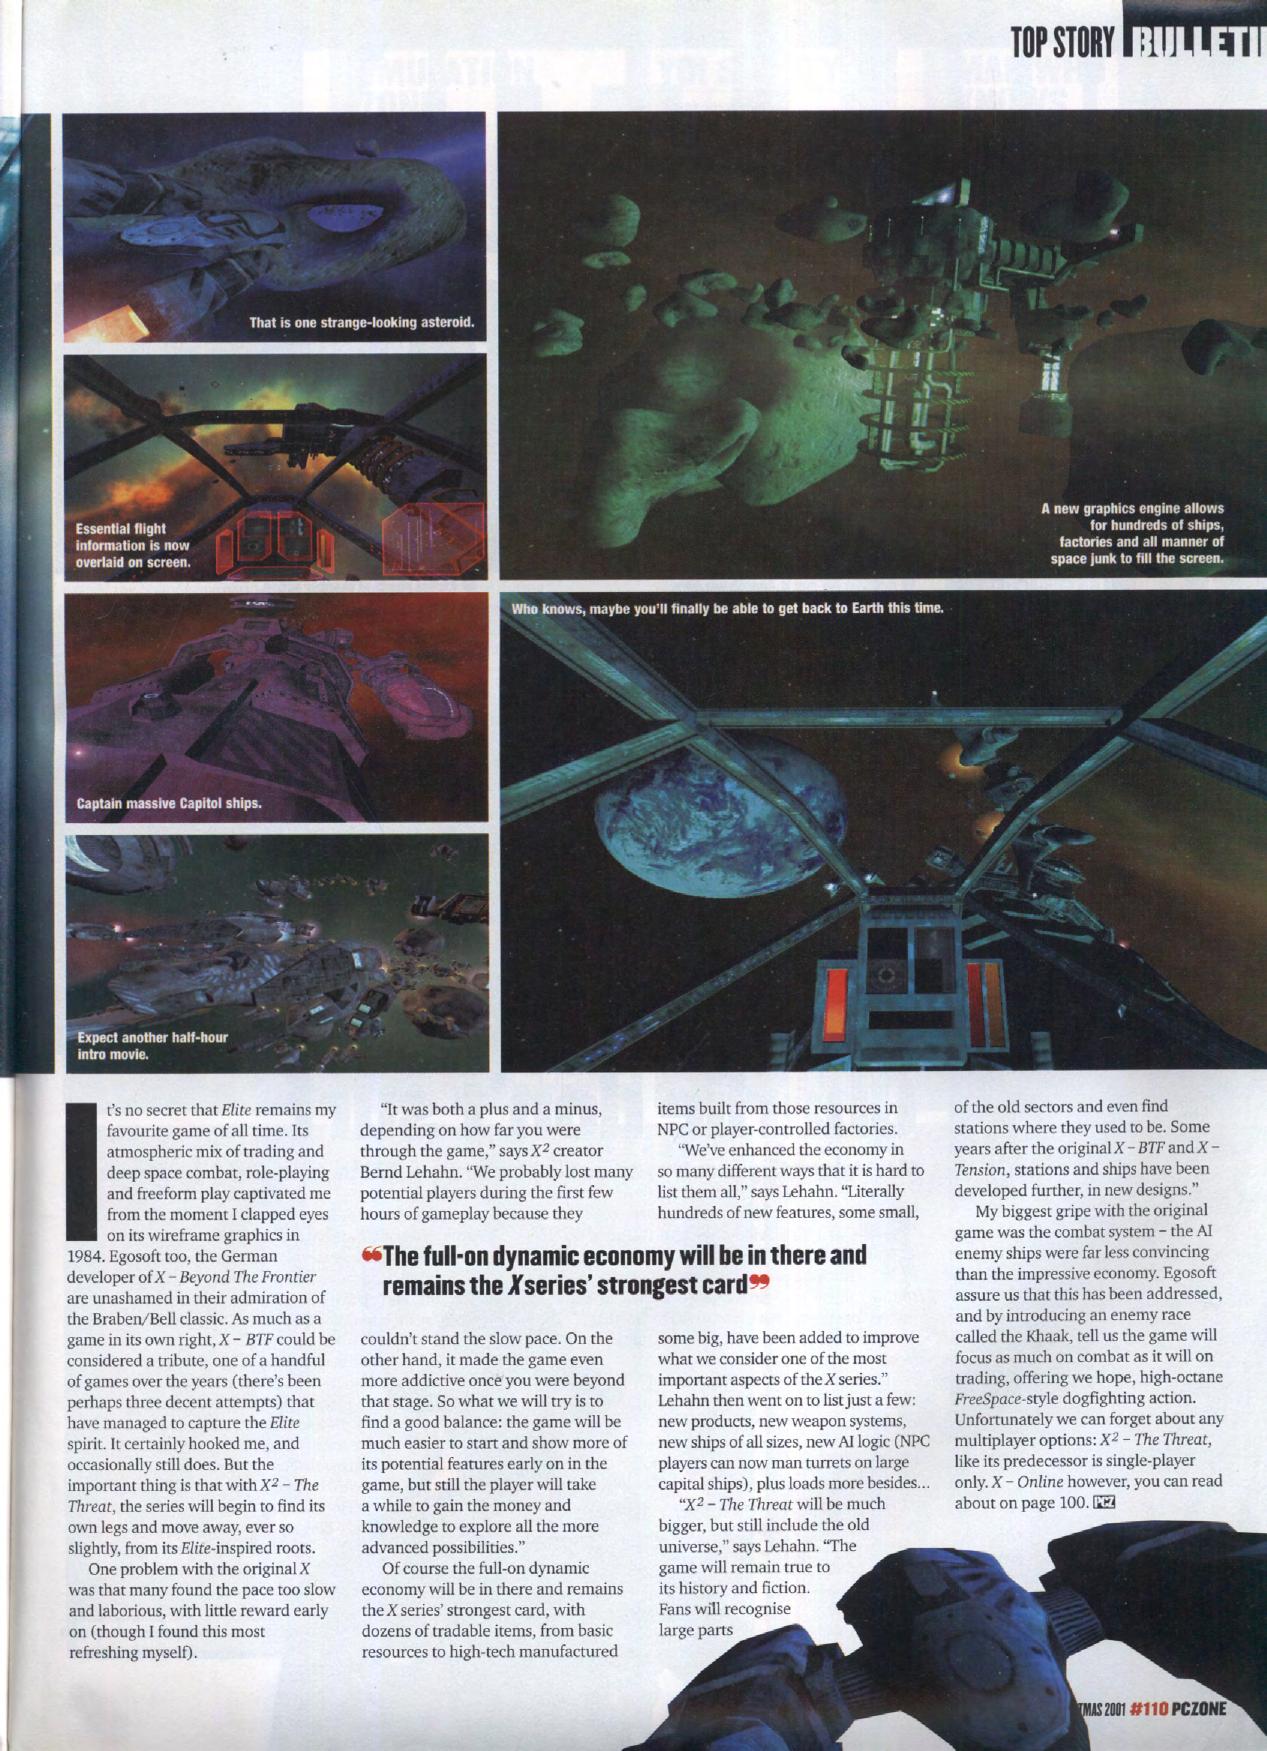 TOP STORY BULLETI
That is one strange-looking asteroid.
Essential flight
information is now
overlaid on screen.
Captain massive Capitol ships.
Expect another half-hour
intro movie.
A new graphics engine allows
for hundreds of ships,
factories and all manner of
space junk to fill the screen.
Who knows, maybe you'll finally be able to get back to Earth this time.
It's no secret that Elite remains my
favourite game of all time. Its
atmospheric mix of trading and
deep space combat, role-playing
and freeform play captivated me
from the moment I clapped eyes
on its wireframe graphics in
1984. Egosoft too, the German
developer of X – Beyond The Frontier
are unashamed in their admiration of
the Braben/Bell classic. As much as a
game in its own right, X – BTF could be
considered a tribute, one of a handful
of games over the years (there's been
perhaps three decent attempts) that
have managed to capture the Elite
spirit. It certainly hooked me, and
occasionally still does. But the
important thing is that with X² – The
Threat, the series will begin to find its
own legs and move away, ever so
slightly, from its Elite-inspired roots.
One problem with the original X
was that many found the pace too slow
and laborious, with little reward early
on (though I found this most
refreshing myself).
"It was both a plus and a minus,
depending on how far you were
through the game," says X² creator
Bernd Lehahn. "We probably lost many
potential players during the first few
hours of gameplay because they
“The full-on dynamic economy will be in there and
remains the X series' strongest card”
couldn't stand the slow pace. On the
other hand, it made the game even
more addictive once you were beyond
that stage. So what we will try is to
find a good balance: the game will be
much easier to start and show more of
its potential features early on in the
game, but still the player will take
a while to gain the money and
knowledge to explore all the more
advanced possibilities."
Of course the full-on dynamic
economy will be in there and remains
the X series' strongest card, with
dozens of tradable items, from basic
resources to high-tech manufactured
items built from those resources in
NPC or player-controlled factories.
"We've enhanced the economy in
so many different ways that it is hard to
list them all," says Lehahn. "Literally
hundreds of new features, some small,
some big, have been added to improve
what we consider one of the most
important aspects of the X series."
Lehahn then went on to list just a few:
new products, new weapon systems,
new ships of all sizes, new AI logic (NPC
players can now man turrets on large
capital ships), plus loads more besides...
"X² – The Threat will be much
bigger, but still include the old
universe," says Lehahn. "The
game will remain true to
its history and fiction.
Fans will recognise
large parts
of the old sectors and even find
stations where they used to be. Some
years after the original X – BTF and X –
Tension, stations and ships have been
developed further, in new designs."
My biggest gripe with the original
game was the combat system – the AI
enemy ships were far less convincing
than the impressive economy. Egosoft
assure us that this has been addressed,
and by introducing an enemy race
called the Khaak, tell us the game will
focus as much on combat as it will on
trading, offering we hope, high-octane
FreeSpace-style dogfighting action.
Unfortunately we can forget about any
multiplayer options: X² – The Threat,
like its predecessor is single-player
only. X – Online however, you can read
about on page 100. PCZ
TMAS 2001 #110 PCZONE